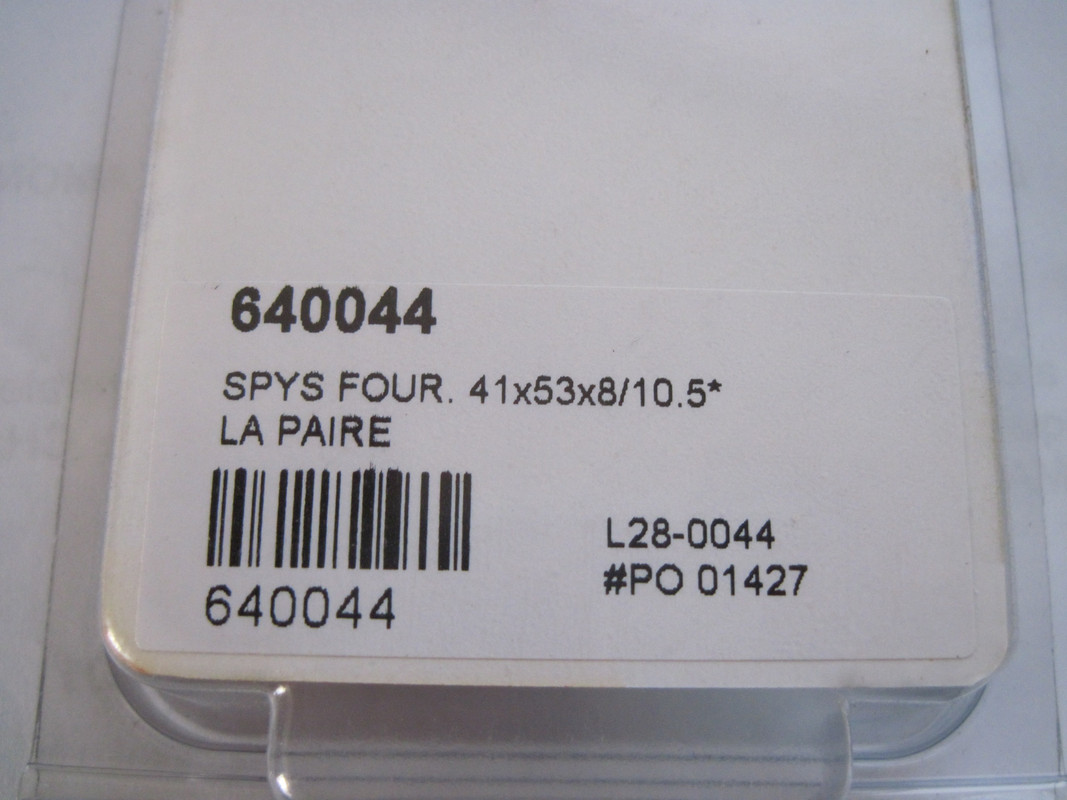 640044
SPYS FOUR. 41x53x8/10.5*
LA PAIRE
640044
L28-0044
#PO 01427